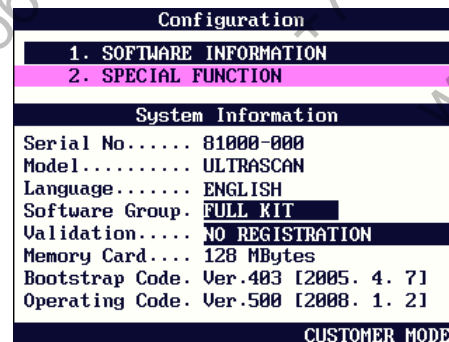 Configuration
1. SOFTWARE INFORMATION
2. SPECIAL FUNCTION
System Information
Serial No...... 81000-000
Model.......... ULTRASCAN
Language....... ENGLISH
Software Group. FULL KIT
Validation..... NO REGISTRATION
Memory Card.... 128 MBytes
Bootstrap Code. Ver.403 [2005. 4. 7]
Operating Code. Ver.500 [2008. 1. 2]
CUSTOMER MODE